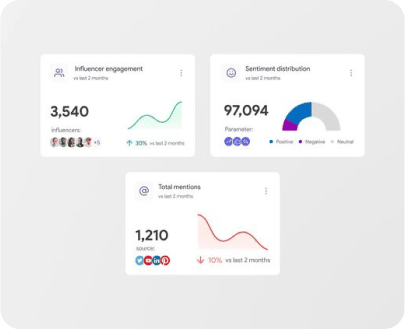 Influencer engagement
vs last 2 months
3,540
influencers:
+5
30% vs last 2 months
Sentiment distribution
vs last 2 months
97,094
Parameter:
Positive Negative Neutral
Total mentions
vs last 2 months
1,210
source:
10% vs last 2 months